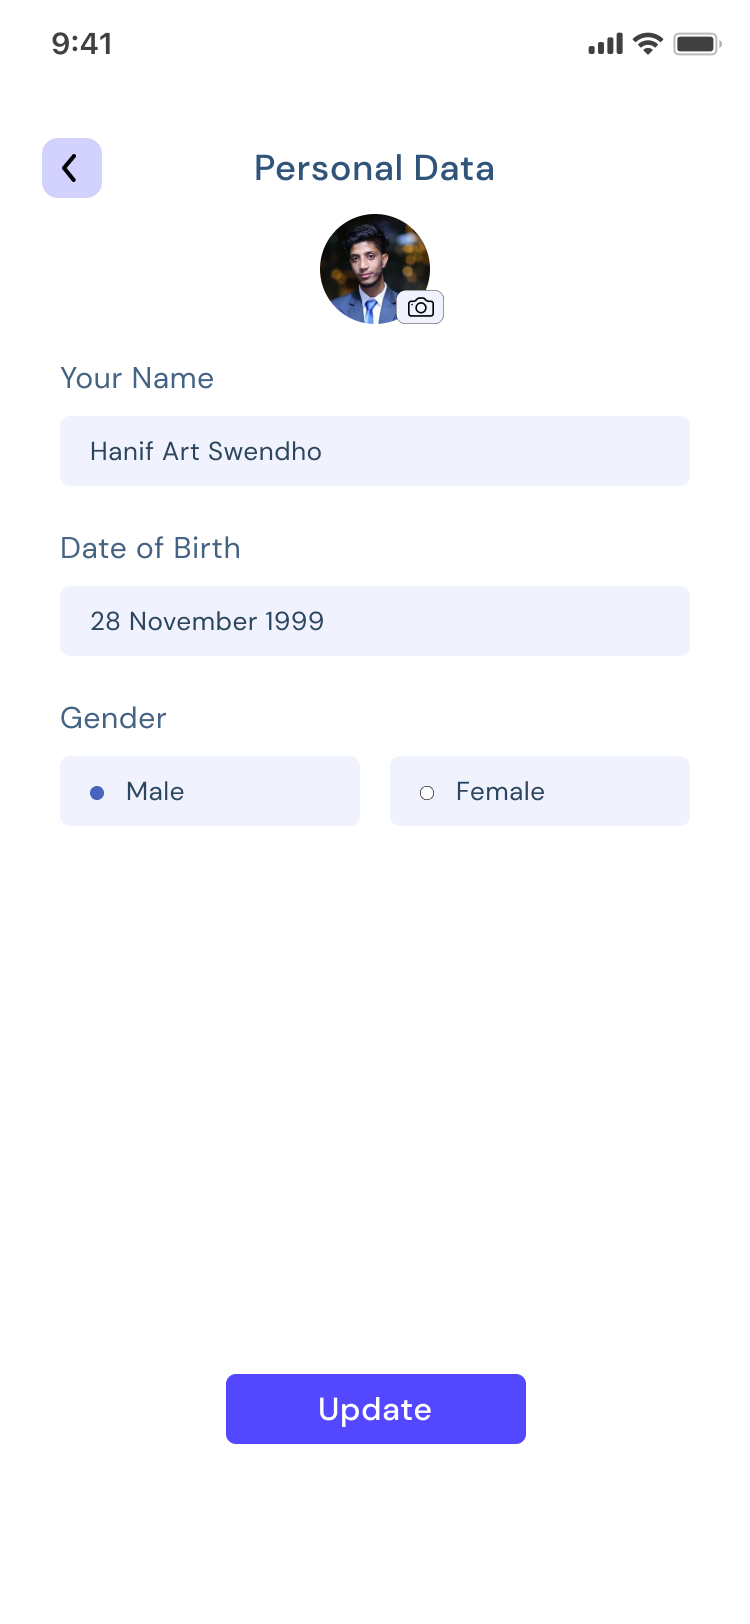 9:41
Personal Data
Your Name
Hanif Art Swendho
Date of Birth
28 November 1999
Gender
Male
Female
Update